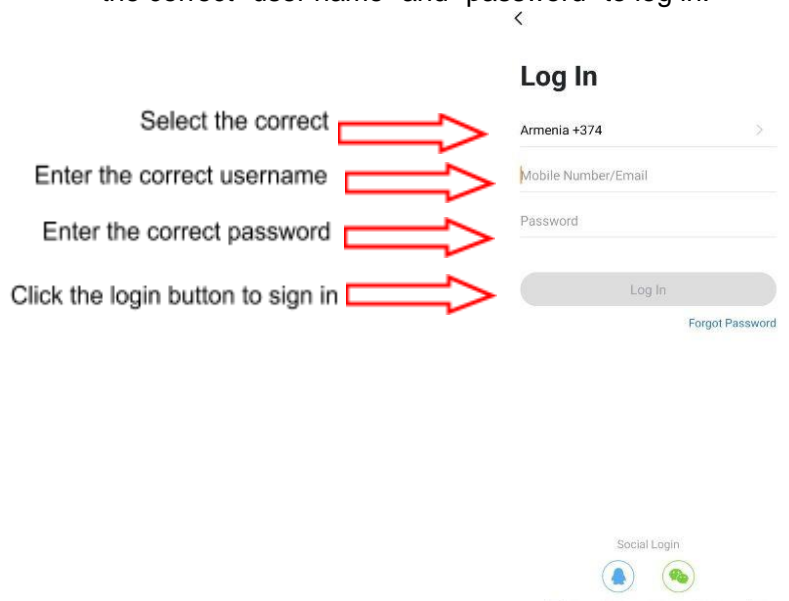 the correct "user name" and "password" to log in.
<
Log In
Select the correct
Armenia +374 >
Enter the correct username
Mobile Number/Email
Enter the correct password
Password
Click the login button to sign in
Log In
Forgot Password
Social Login